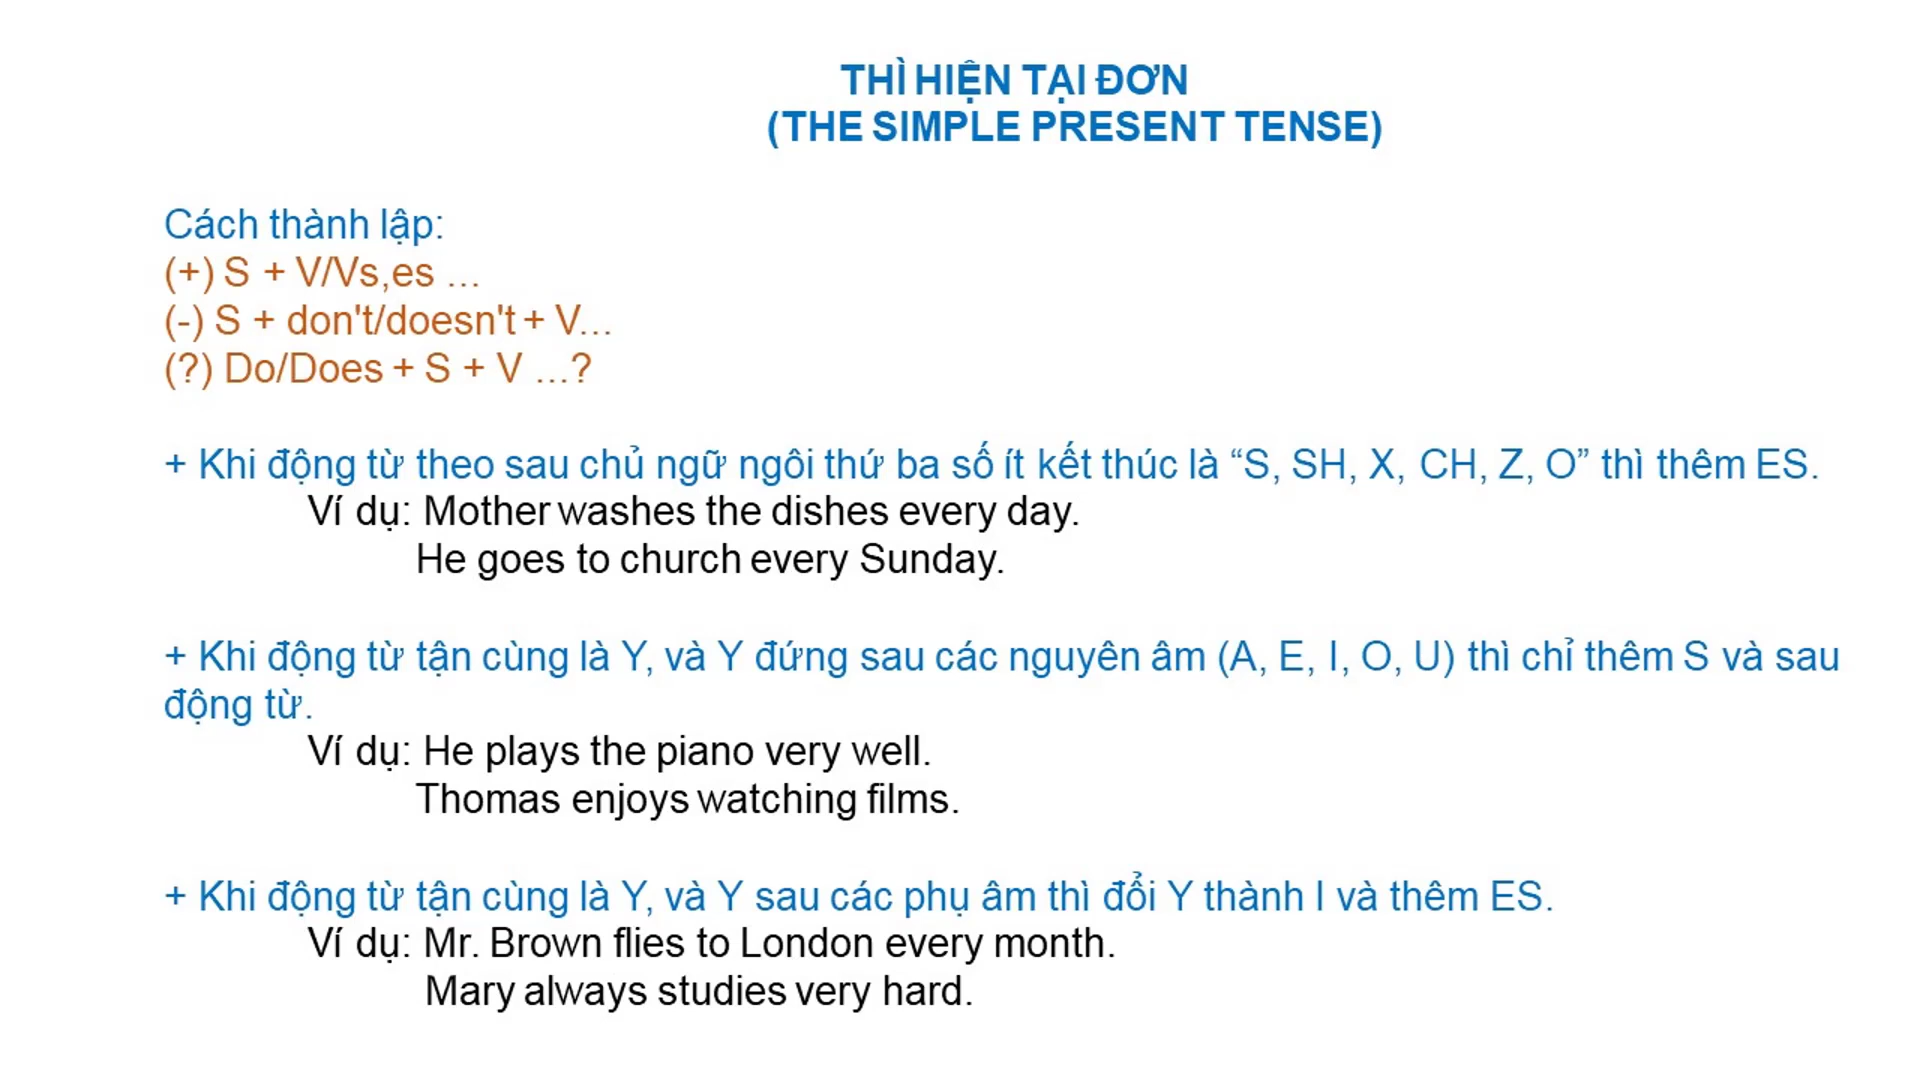 THÌ HIỆN TẠI ĐƠN
(THE SIMPLE PRESENT TENSE)
Cách thành lập:
(+) S + V/Vs,es ...
(-) S + don't/doesn't + V...
(?) Do/Does + S + V ...?
+ Khi động từ theo sau chủ ngữ ngôi thứ ba số ít kết thúc là “S, SH, X, CH, Z, O” thì thêm ES.
Ví dụ: Mother washes the dishes every day.
He goes to church every Sunday.
+ Khi động từ tận cùng là Y, và Y đứng sau các nguyên âm (A, E, I, O, U) thì chỉ thêm S và sau
động từ.
Ví dụ: He plays the piano very well.
Thomas enjoys watching films.
+ Khi động từ tận cùng là Y, và Y sau các phụ âm thì đổi Y thành I và thêm ES.
Ví dụ: Mr. Brown flies to London every month.
Mary always studies very hard.